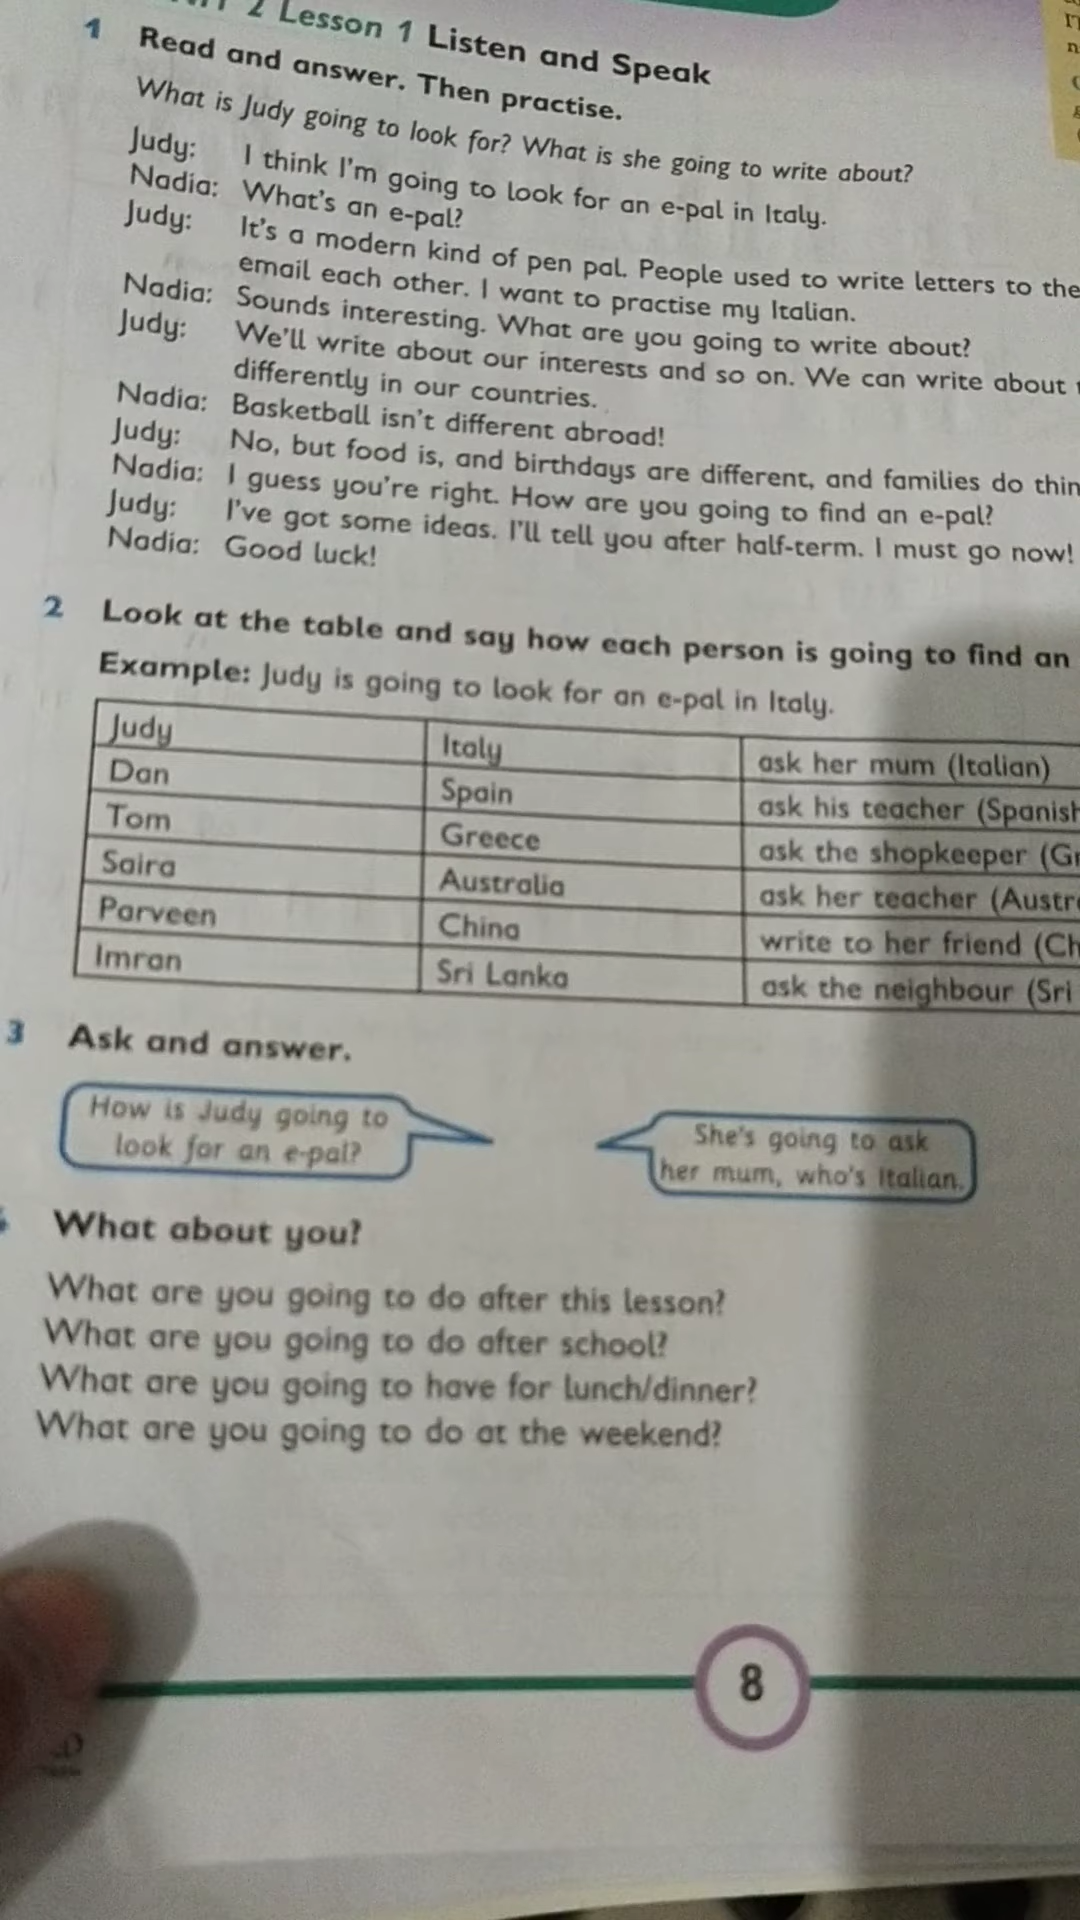 2 Lesson 1 Listen and Speak
1 Read and answer. Then practise.
What is Judy going to look for? What is she going to write about?
Judy: I think I'm going to look for an e-pal in Italy.
Nadia: What's an e-pal?
Judy: It's a modern kind of pen pal. People used to write letters to the
email each other. I want to practise my Italian.
Nadia: Sounds interesting. What are you going to write about?
Judy: We'll write about our interests and so on. We can write about
differently in our countries.
Nadia: Basketball isn't different abroad!
Judy: No, but food is, and birthdays are different, and families do thin
Nadia: I guess you're right. How are you going to find an e-pal?
Judy: I've got some ideas. I'll tell you after half-term. I must go now!
Nadia: Good luck!
2 Look at the table and say how each person is going to find an
Example: Judy is going to look for an e-pal in Italy.
Judy Italy ask her mum (Italian)
Dan Spain ask his teacher (Spanish
Tom Greece ask the shopkeeper (Gr
Saira Australia ask her teacher (Austr
Parveen China write to her friend (Ch
Imran Sri Lanka ask the neighbour (Sri
3 Ask and answer.
How is Judy going to
look for an e-pal?
She's going to ask
her mum, who's Italian.
What about you?
What are you going to do after this lesson?
What are you going to do after school?
What are you going to have for lunch/dinner?
What are you going to do at the weekend?
8